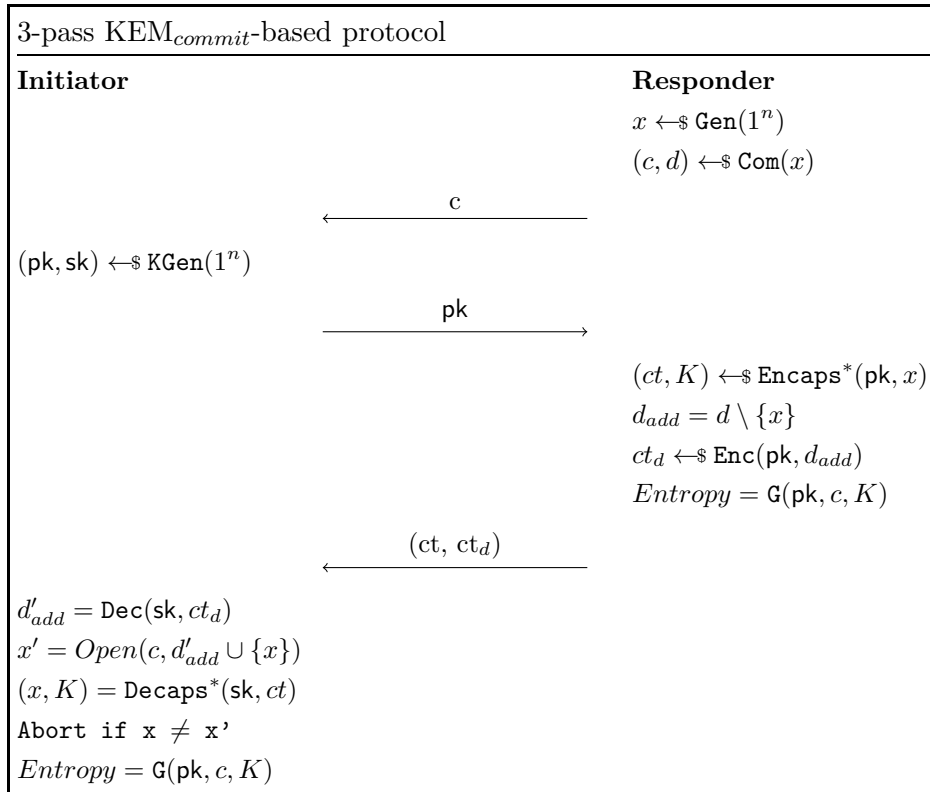 3-pass KEM_commit-based protocol
Initiator Responder
x ←$ Gen(1^n)
(c, d) ←$ Com(x)
c
(pk, sk) ←$ KGen(1^n)
pk
(ct, K) ←$ Encaps*(pk, x)
d_add = d \ {x}
ct_d ←$ Enc(pk, d_add)
Entropy = G(pk, c, K)
(ct, ct_d)
d'_add = Dec(sk, ct_d)
x' = Open(c, d'_add ∪ {x})
(x, K) = Decaps*(sk, ct)
Abort if x ≠ x'
Entropy = G(pk, c, K)